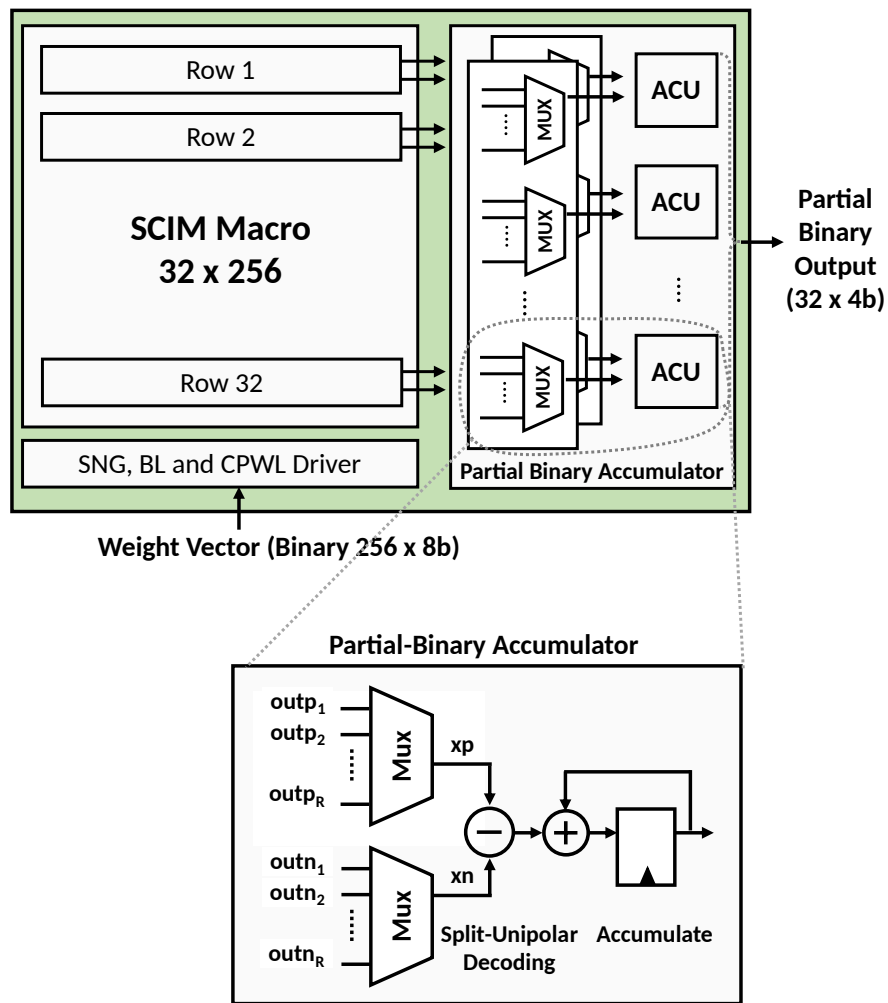 Row 1
Row 2
SCIM Macro
32 x 256
Row 32
SNG, BL and CPWL Driver
Weight Vector (Binary 256 x 8b)
MUX
ACU
MUX
ACU
MUX
ACU
Partial Binary Accumulator
Partial
Binary
Output
(32 x 4b)
Partial-Binary Accumulator
outp₁
outp₂
outpR
Mux
xp
outn₁
outn₂
outnR
Mux
xn
−
+
Split-Unipolar
Decoding
Accumulate